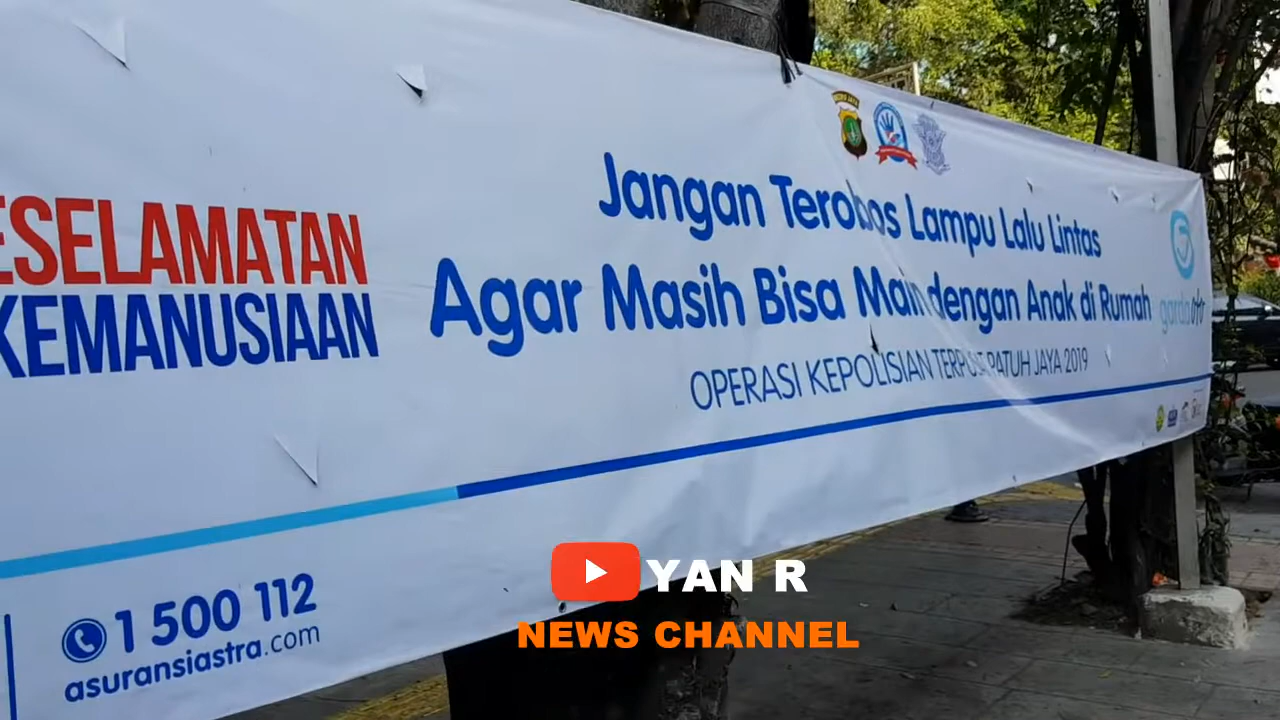 Jangan Terobos Lampu Lalu Lintas
Agar Masih Bisa Main dengan Anak di Rumah
OPERASI KEPOLISIAN TERPUSAT PATUH JAYA 2019
ESELAMATAN
KEMANUSIAAN
garda oto
1 500 112
asuransiastra.com
YAN R
NEWS CHANNEL